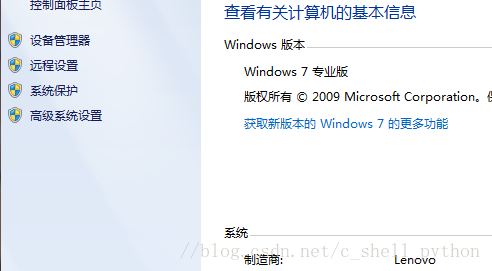 控制面板主页
设备管理器
远程设置
系统保护
高级系统设置
查看有关计算机的基本信息
Windows 版本
Windows 7 专业版
版权所有 © 2009 Microsoft Corporation。保
获取新版本的 Windows 7 的更多功能
系统
制造商: Lenovo
//blog.csdn.net/c_shell_python